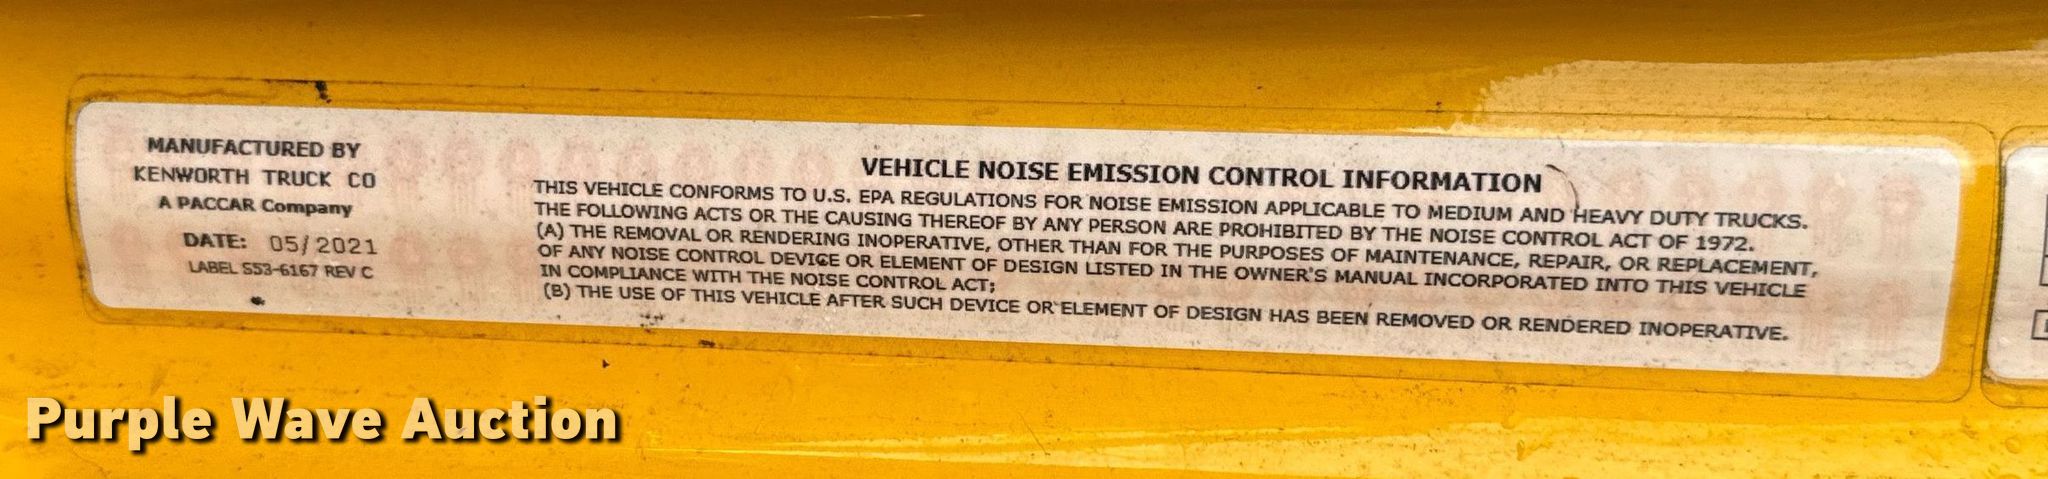 MANUFACTURED BY
KENWORTH TRUCK CO
A PACCAR Company
DATE: 05/2021
LABEL S53-6167 REV C
VEHICLE NOISE EMISSION CONTROL INFORMATION
THIS VEHICLE CONFORMS TO U.S. EPA REGULATIONS FOR NOISE EMISSION APPLICABLE TO MEDIUM AND HEAVY DUTY TRUCKS.
THE FOLLOWING ACTS OR THE CAUSING THEREOF BY ANY PERSON ARE PROHIBITED BY THE NOISE CONTROL ACT OF 1972.
(A) THE REMOVAL OR RENDERING INOPERATIVE, OTHER THAN FOR THE PURPOSES OF MAINTENANCE, REPAIR, OR REPLACEMENT,
OF ANY NOISE CONTROL DEVICE OR ELEMENT OF DESIGN LISTED IN THE OWNER'S MANUAL INCORPORATED INTO THIS VEHICLE
IN COMPLIANCE WITH THE NOISE CONTROL ACT;
(B) THE USE OF THIS VEHICLE AFTER SUCH DEVICE OR ELEMENT OF DESIGN HAS BEEN REMOVED OR RENDERED INOPERATIVE.
Purple Wave Auction